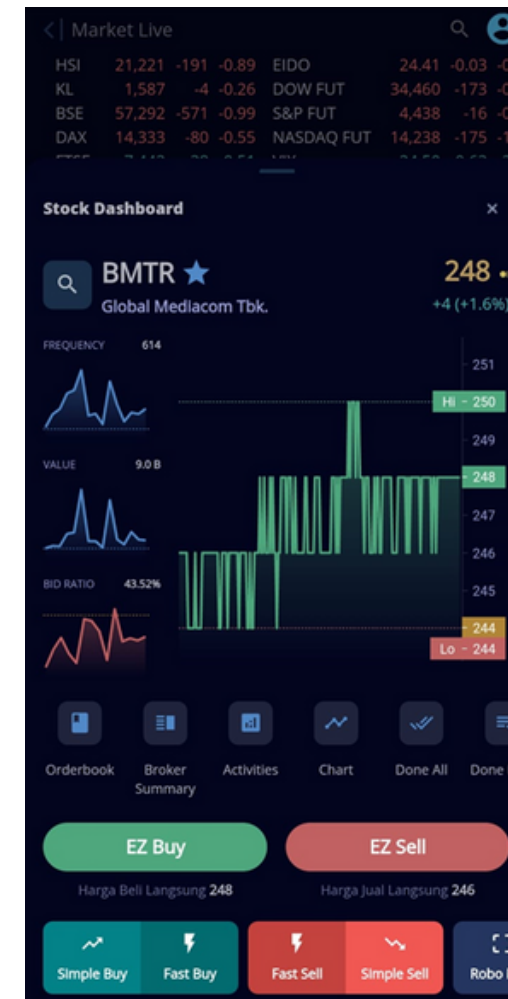 Market Live
HSI 21,221 -191 -0.89 EIDO 24.41 -0.03
KL 1,587 -4 -0.26 DOW FUT 34,460 -173
BSE 57,292 -571 -0.99 S&P FUT 4,438 -16
DAX 14,333 -80 -0.55 NASDAQ FUT 14,238 -175
Stock Dashboard ×
BMTR 248
Global Mediacom Tbk. +4 (+1.6%)
FREQUENCY 614
VALUE 9.0 B
BID RATIO 43.52%
251
Hi - 250
249
248
247
246
245
244
Lo - 244
Orderbook
Broker Summary
Activities
Chart
Done All
Done
EZ Buy EZ Sell
Harga Beli Langsung 248 Harga Jual Langsung 246
Simple Buy Fast Buy Fast Sell Simple Sell Robo